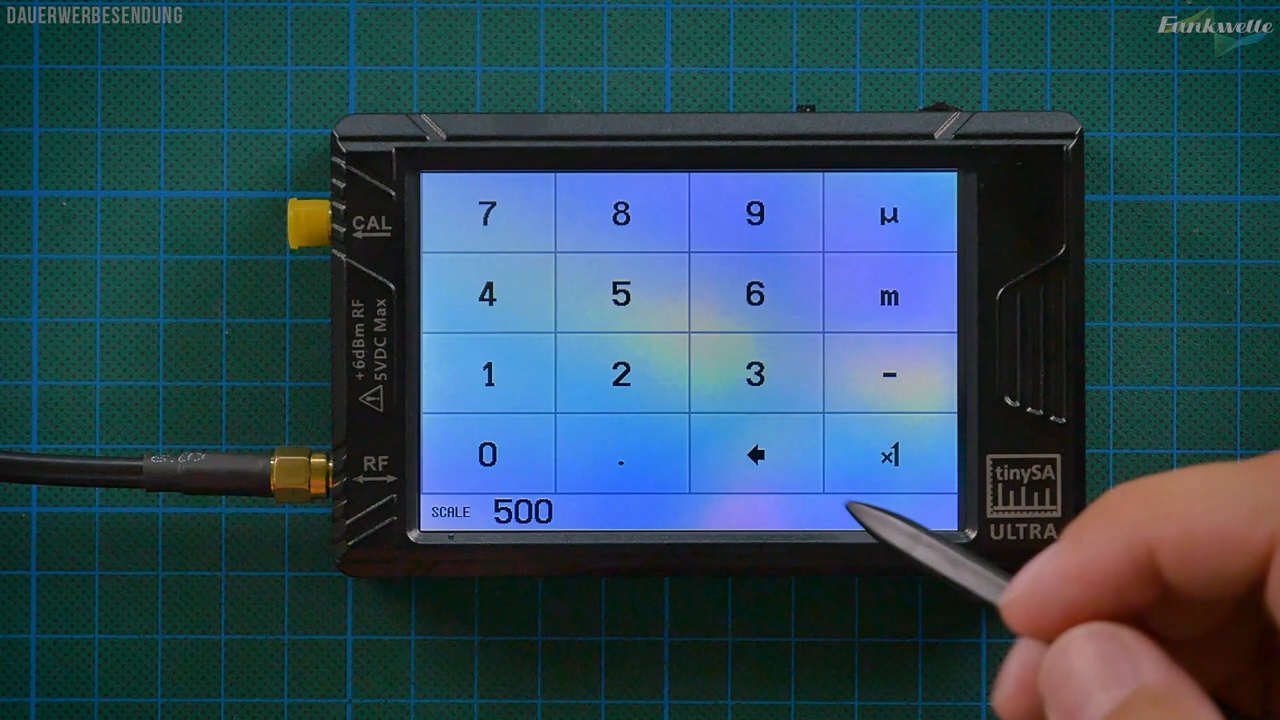 DAUERWERBESENDUNG
Funkwelle
CAL
+6dBm RF
5VDC Max
RF
7 8 9 µ
4 5 6 m
1 2 3 -
0 . ×1
SCALE 500
tinySA
ULTRA